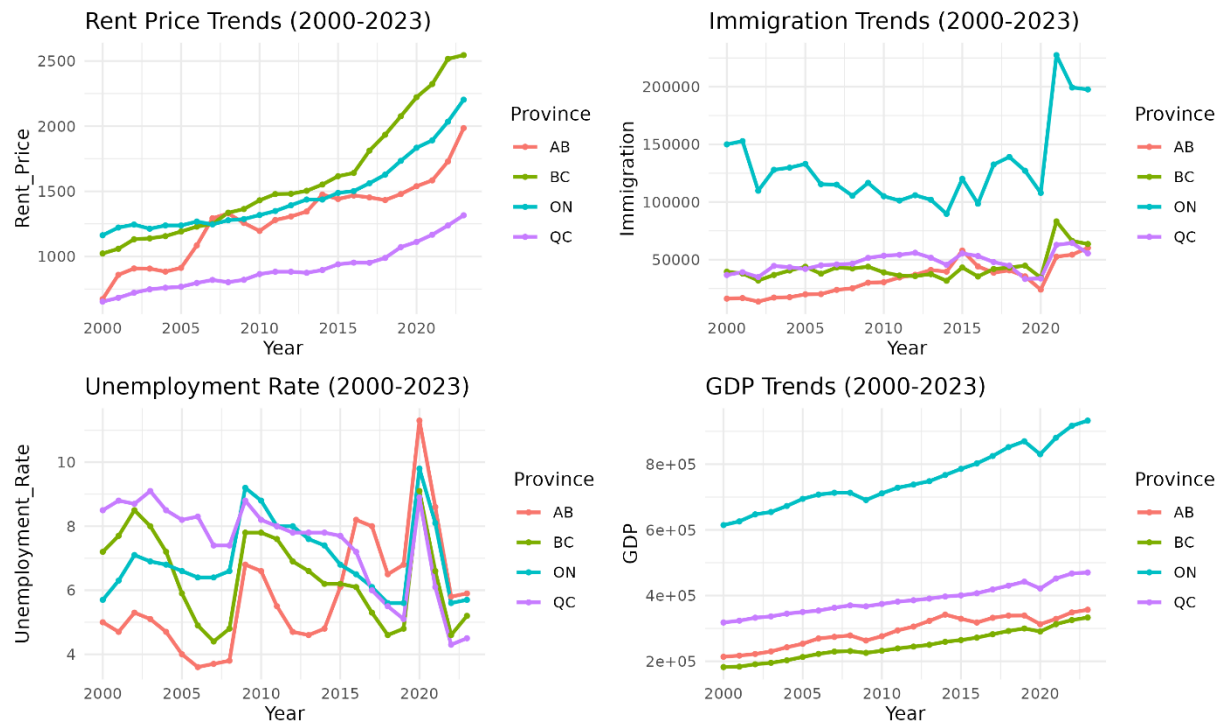 Rent Price Trends (2000-2023)
Rent_Price
2500
2000
1500
1000
2000 2005 2010 2015 2020
Year
Province
AB
BC
ON
QC
Immigration Trends (2000-2023)
Immigration
200000
150000
100000
50000
2000 2005 2010 2015 2020
Year
Province
AB
BC
ON
QC
Unemployment Rate (2000-2023)
Unemployment_Rate
10
8
6
4
2000 2005 2010 2015 2020
Year
Province
AB
BC
ON
QC
GDP Trends (2000-2023)
GDP
8e+05
6e+05
4e+05
2e+05
2000 2005 2010 2015 2020
Year
Province
AB
BC
ON
QC